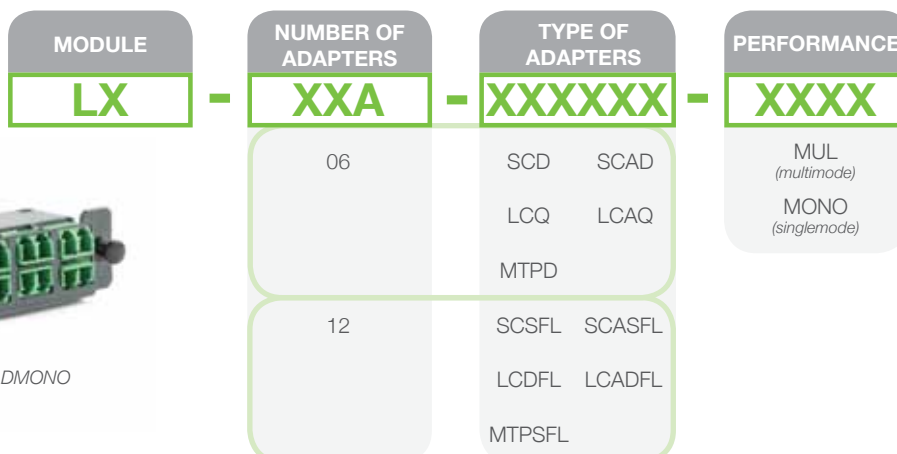 MODULE
NUMBER OF
ADAPTERS
TYPE OF
ADAPTERS
PERFORMANCE
LX - XXA - XXXXXX - XXXX
06
SCD SCAD
LCQ LCAQ
MTPD
12
SCSFL SCASFL
LCDFL LCADFL
MTPSFL
MUL
(multimode)
MONO
(singlemode)
DMONO